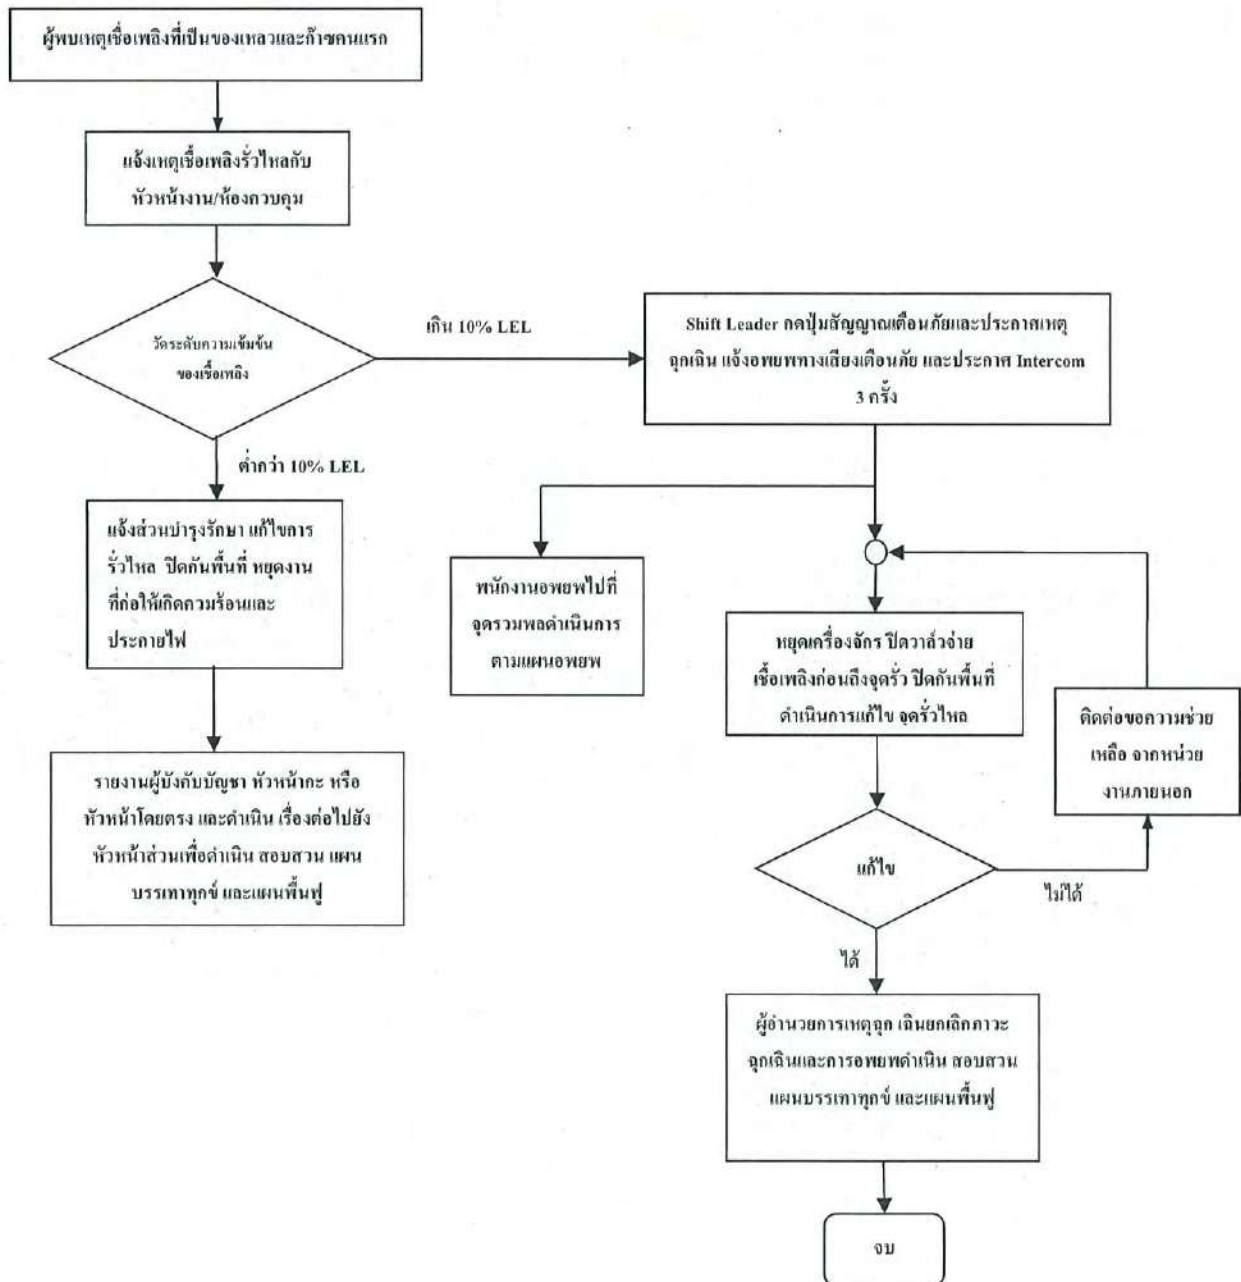 ผู้พบเหตุเชื้อเพลิงที่เป็นของเหลวและก๊าซคนแรก
แจ้งเหตุเชื้อเพลิงรั่วไหลกับ
หัวหน้างาน/ห้องควบคุม
วัดระดับความเข้มข้น
ของเชื้อเพลิง
เกิน 10% LEL
Shift Leader กดปุ่มสัญญาณเตือนภัยและประกาศเหตุ
ฉุกเฉิน แจ้งอพยพทางเสียงเตือนภัย และประกาศ Intercom
3 ครั้ง
ต่ำกว่า 10% LEL
แจ้งส่วนบำรุงรักษา แก้ไขการ
รั่วไหล ปิดกันพื้นที่ หยุดงาน
ที่ก่อให้เกิดกวมร้อนและ
ประกายไฟ
รายงานผู้บังคับบัญชา หัวหน้ากะ หรือ
หัวหน้าโดยตรง และดำเนิน เรื่องต่อไปยัง
หัวหน้าส่วนเพื่อดำเนิน สอบสวน แผน
บรรเทาทุกข์ และแผนฟื้นฟู
พนักงานอพยพไปที่
จุดรวมพลดำเนินการ
ตามแผนอพยพ
หยุดเครื่องจักร ปิดวาล์วจ่าย
เชื้อเพลิงก่อนถึงจุดรั่ว ปิดกันพื้นที่
ดำเนินการแก้ไข จุดรั่วไหล
ติดต่อขอความช่วย
เหลือ จากหน่วย
งานภายนอก
แก้ไข
ไม่ได้
ได้
ผู้อำนวยการเหตุฉุก เฉินยกเลิกภาวะ
ฉุกเฉินและการอพยพดำเนิน สอบสวน
แผนบรรเทาทุกข์ และแผนฟื้นฟู
จบ